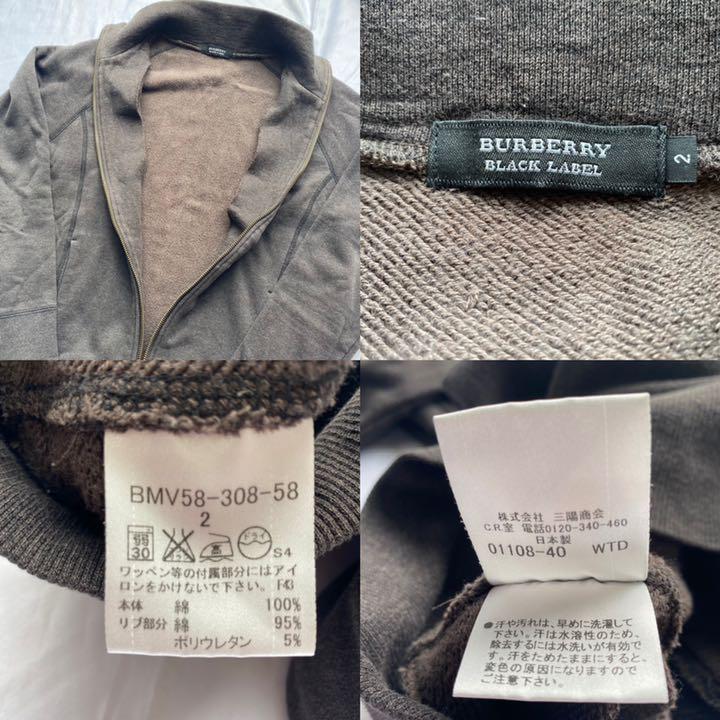 BURBERRY
BLACK LABEL
2
BMV58-308-58
2
弱
30
ドライ
S4
ワッペン等の付属部分にはアイ
ロンをかけないで下さい。F43
本体 綿 100%
リブ部分 綿 95%
ポリウレタン 5%
株式会社 三陽商会
C.R.室 電話0120-340-460
日本製
01108-40 WTD
●汗や汚れは、早めに洗濯して
下さい。汗は水溶性のため、
除去するには水洗いが有効で
す。汗をためたままにすると、
変色の原因になりますので
ご注意下さい。